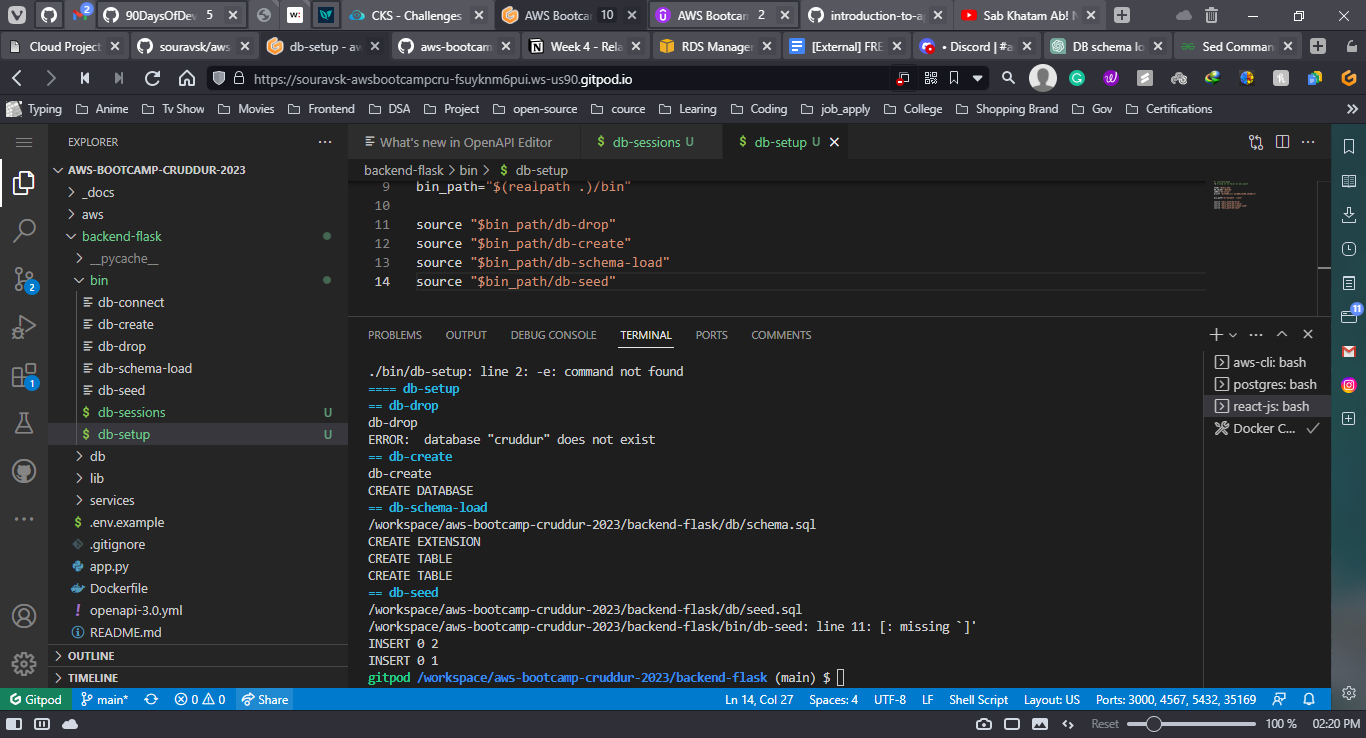 90DaysOfDev 5
CKS - Challenges
AWS Bootcam 10
AWS Bootcam 2
introduction-to-a
Sab Khatam Ab! N
Cloud Project
souravsk/aws
db-setup - aw
aws-bootcam
Week 4 - Rela
RDS Manager
[External] FRE
• Discord | #a
DB schema lo
Sed Comman
https://souravsk-awsbootcampcru-fsuyknm6pui.ws-us90.gitpod.io
Typing Anime Tv Show Movies Frontend DSA Project open-source cource Learing Coding job_apply College Shopping Brand Gov Certifications
EXPLORER
AWS-BOOTCAMP-CRUDDUR-2023
_docs
aws
backend-flask
__pycache__
bin
db-connect
db-create
db-drop
db-schema-load
db-seed
db-sessions U
db-setup U
db
lib
services
.env.example
.gitignore
app.py
Dockerfile
openapi-3.0.yml
README.md
OUTLINE
TIMELINE
2
1
What's new in OpenAPI Editor
db-sessions U
db-setup U
backend-flask > bin > $ db-setup
9 bin_path="$(realpath .)/bin"
10
11 source "$bin_path/db-drop"
12 source "$bin_path/db-create"
13 source "$bin_path/db-schema-load"
14 source "$bin_path/db-seed"
PROBLEMS OUTPUT DEBUG CONSOLE TERMINAL PORTS COMMENTS
./bin/db-setup: line 2: -e: command not found
==== db-setup
== db-drop
db-drop
ERROR:  database "cruddur" does not exist
== db-create
db-create
CREATE DATABASE
== db-schema-load
/workspace/aws-bootcamp-cruddur-2023/backend-flask/db/schema.sql
CREATE EXTENSION
CREATE TABLE
CREATE TABLE
== db-seed
/workspace/aws-bootcamp-cruddur-2023/backend-flask/db/seed.sql
/workspace/aws-bootcamp-cruddur-2023/backend-flask/bin/db-seed: line 11: [: missing `]'
INSERT 0 2
INSERT 0 1
gitpod /workspace/aws-bootcamp-cruddur-2023/backend-flask (main) $
aws-cli: bash
postgres: bash
react-js: bash
Docker C...
11
Gitpod main* 0 0 Share Ln 14, Col 27 Spaces: 4 UTF-8 LF Shell Script Layout: US Ports: 3000, 4567, 5432, 35169
Reset 100 % 02:20 PM